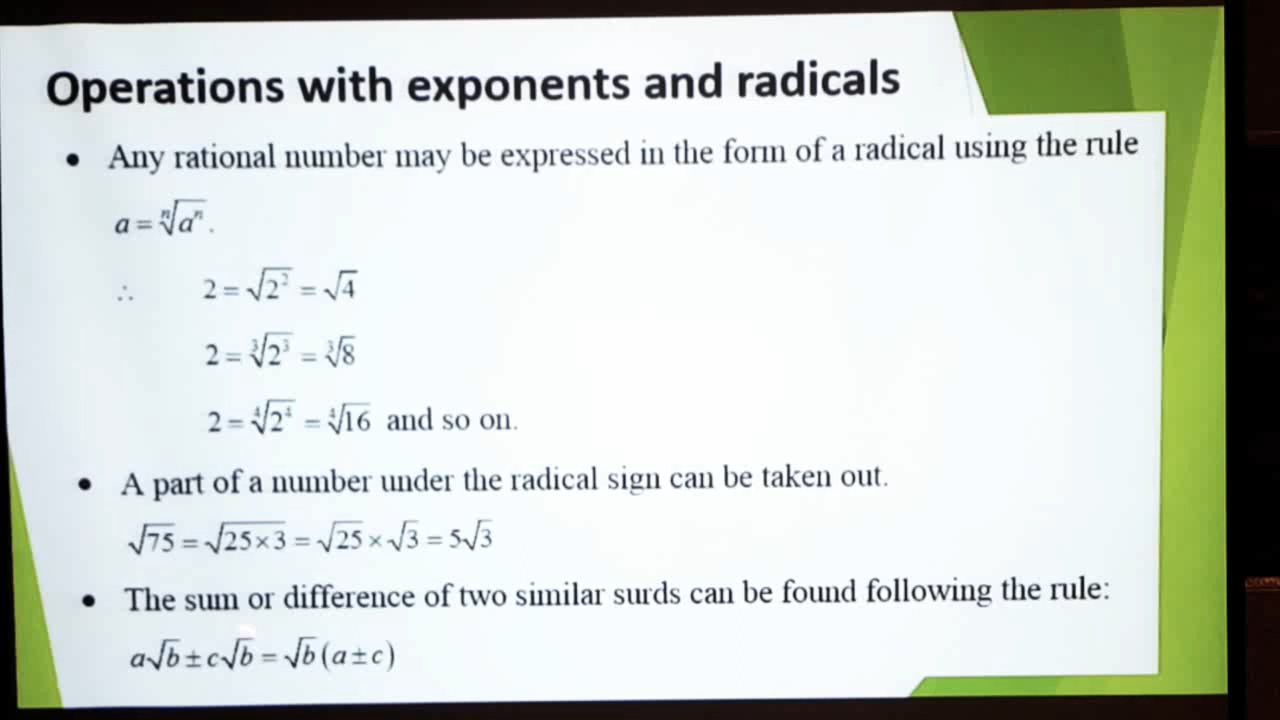 Operations with exponents and radicals
• Any rational number may be expressed in the form of a radical using the rule
a = ⁿ√aⁿ.
∴ 2 = √2² = √4
2 = ³√2³ = ³√8
2 = ⁴√2⁴ = ⁴√16 and so on.
• A part of a number under the radical sign can be taken out.
√75 = √25×3 = √25 × √3 = 5√3
• The sum or difference of two similar surds can be found following the rule:
a√b ± c√b = √b(a ± c)